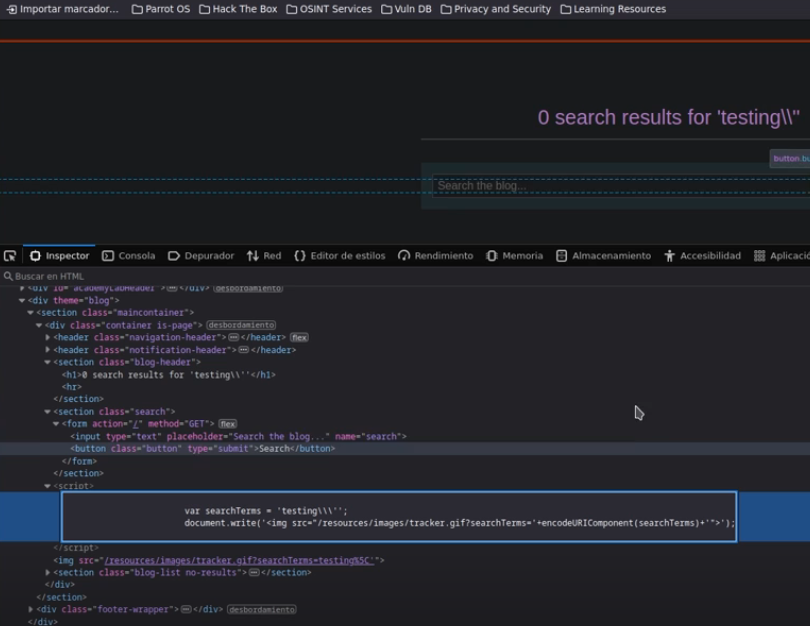 Importar marcador... Parrot OS Hack The Box OSINT Services Vuln DB Privacy and Security Learning Resources
0 search results for 'testing\\''
button.bu
Search the blog...
Inspector Consola Depurador Red Editor de estilos Rendimiento Memoria Almacenamiento Accesibilidad Aplicació
Buscar en HTML
<div id="academyLabHeader"></div> desbordamiento
<div theme="blog">
<section class="maincontainer">
<div class="container is-page"> desbordamiento
<header class="navigation-header"></header> flex
<header class="notification-header"></header>
<section class="blog-header">
<h1>0 search results for 'testing\\''</h1>
<hr>
</section>
<section class="search">
<form action="/" method="GET"> flex
<input type="text" placeholder="Search the blog..." name="search">
<button class="button" type="submit">Search</button>
</form>
</section>
<script>
var searchTerms = 'testing\\\'';
document.write('<img src="/resources/images/tracker.gif?searchTerms='+encodeURIComponent(searchTerms)+'">');
</script>
<img src="/resources/images/tracker.gif?searchTerms=testing%5C'">
<section class="blog-list no-results"></section>
</div>
</section>
<div class="footer-wrapper"></div> desbordamiento
</div>